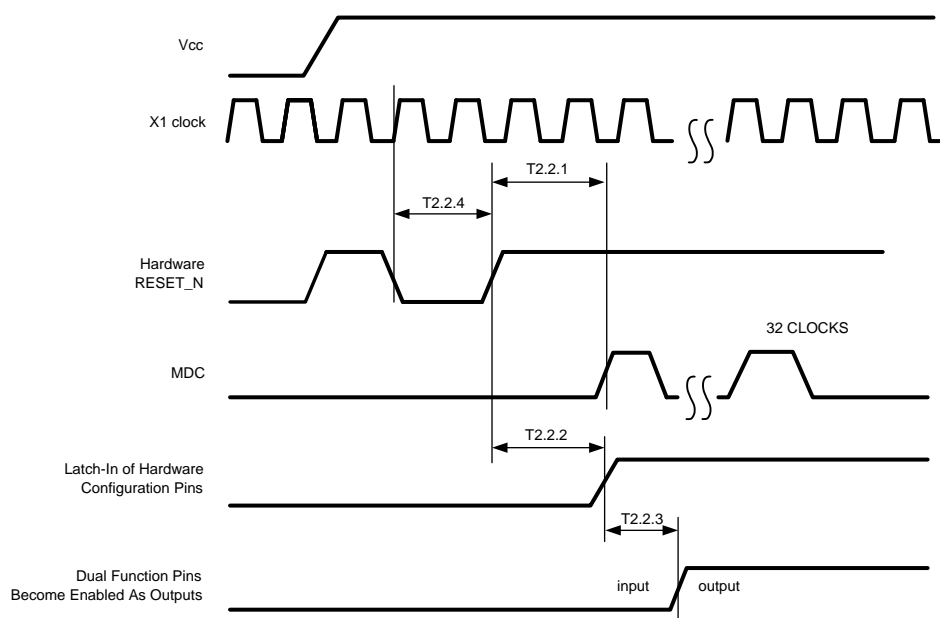 Vcc
X1 clock
T2.2.1
T2.2.4
Hardware
RESET_N
32 CLOCKS
MDC
T2.2.2
Latch-In of Hardware
Configuration Pins
T2.2.3
Dual Function Pins
Become Enabled As Outputs
input
output